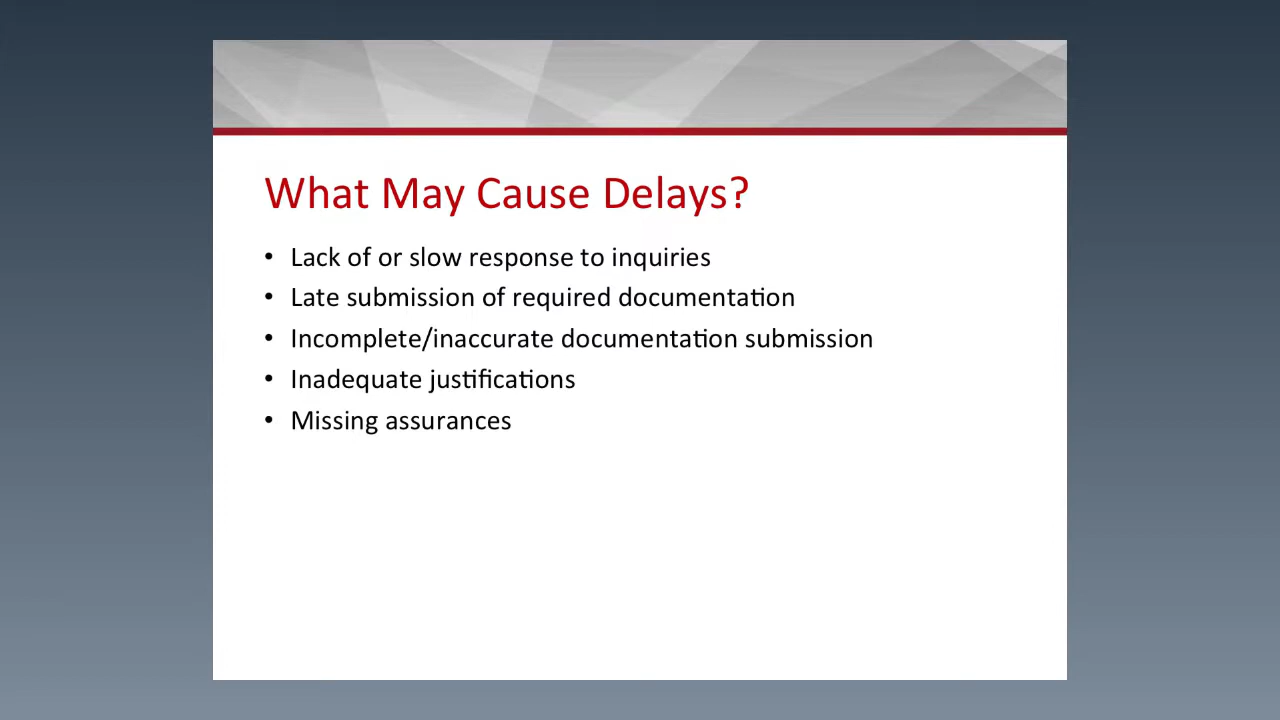 What May Cause Delays?
• Lack of or slow response to inquiries
• Late submission of required documentation
• Incomplete/inaccurate documentation submission
• Inadequate justifications
• Missing assurances